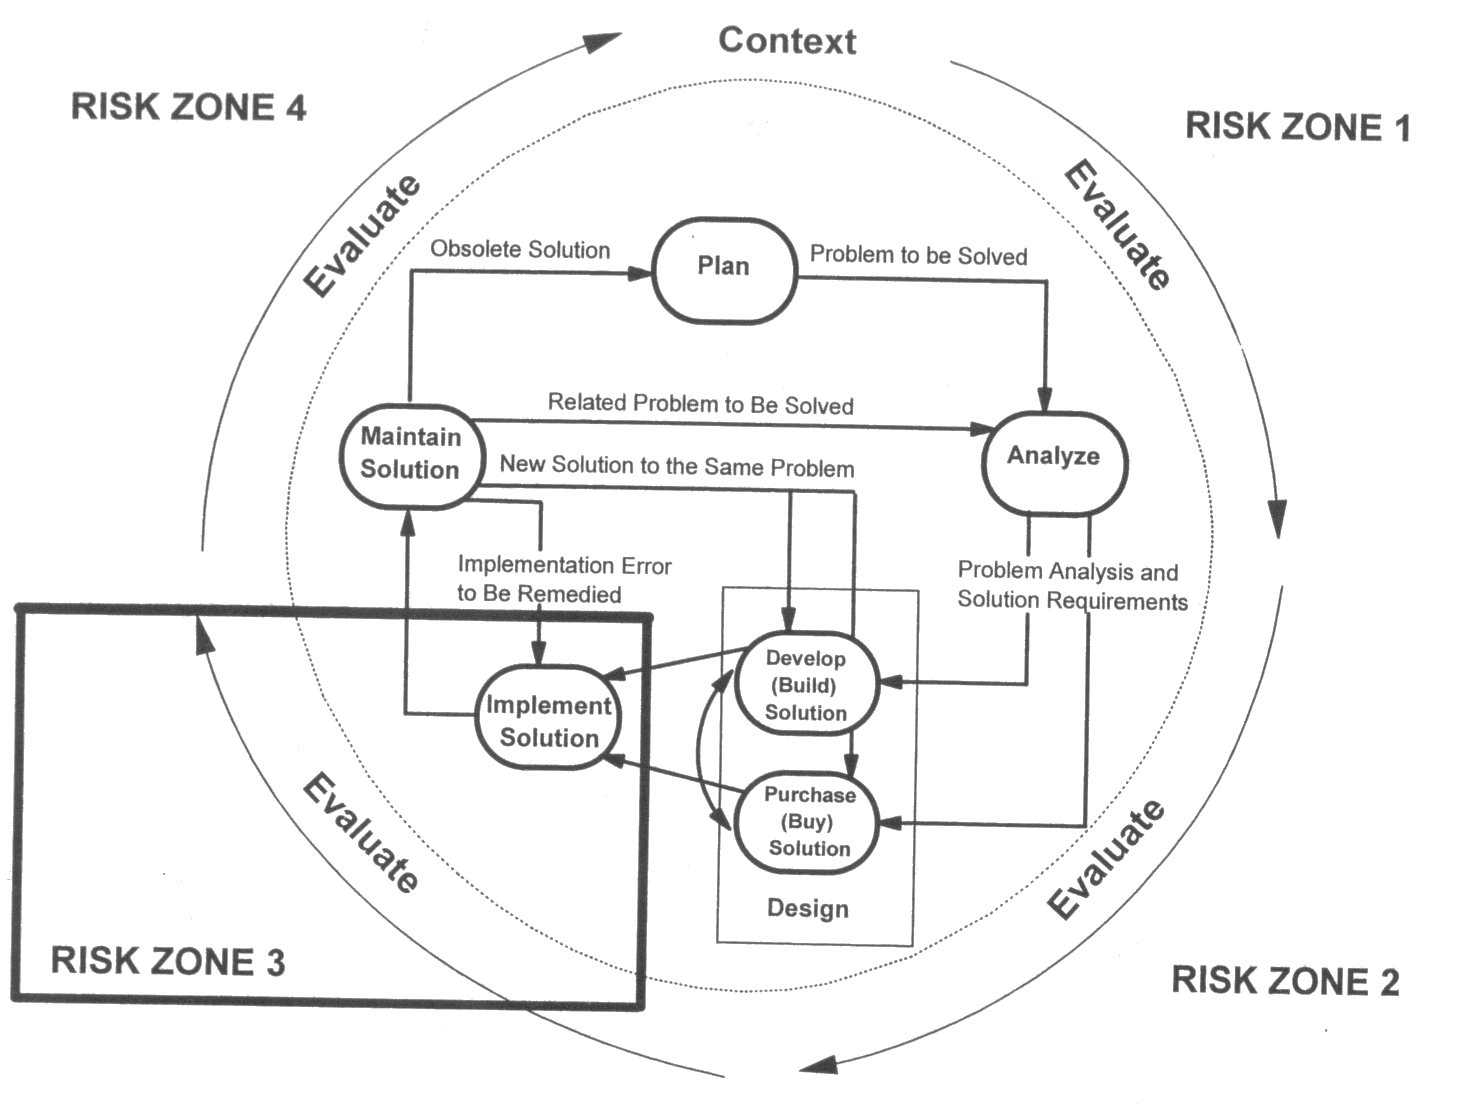 Context
RISK ZONE 4
RISK ZONE 1
Evaluate
Evaluate
Obsolete Solution
Plan
Problem to be Solved
Related Problem to Be Solved
Maintain
Solution
Analyze
New Solution to the Same Problem
Implementation Error
to Be Remedied
Problem Analysis and
Solution Requirements
Develop
(Build)
Solution
Implement
Solution
Purchase
(Buy)
Solution
Evaluate
Evaluate
Design
RISK ZONE 3
RISK ZONE 2